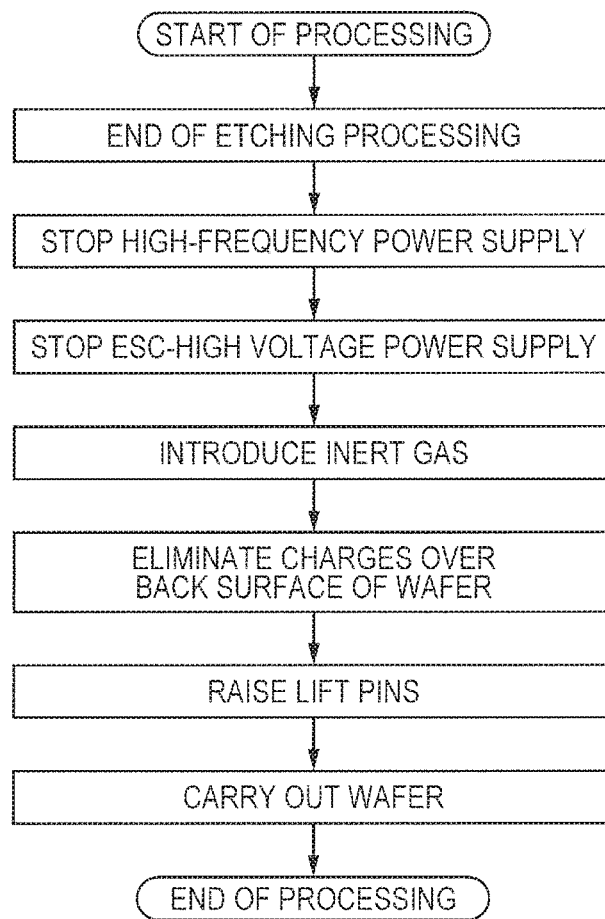 START OF PROCESSING
END OF ETCHING PROCESSING
STOP HIGH-FREQUENCY POWER SUPPLY
STOP ESC-HIGH VOLTAGE POWER SUPPLY
INTRODUCE INERT GAS
ELIMINATE CHARGES OVER
BACK SURFACE OF WAFER
RAISE LIFT PINS
CARRY OUT WAFER
END OF PROCESSING